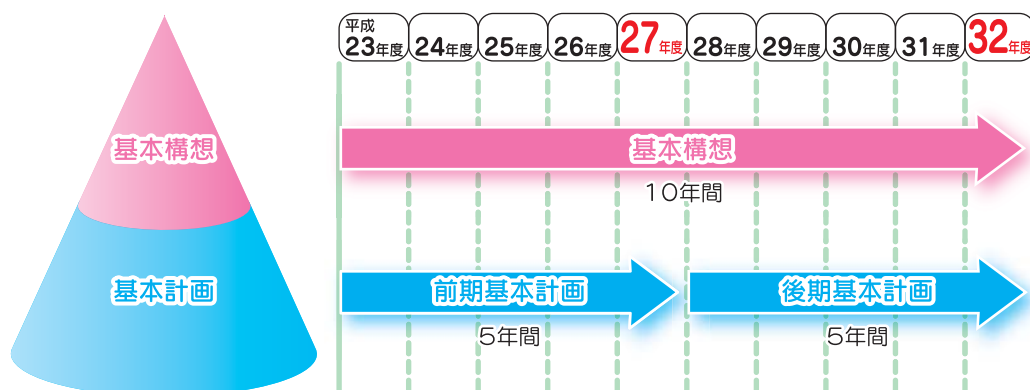 平成
23年度 24年度 25年度 26年度 27年度 28年度 29年度 30年度 31年度 32年度
基本構想
基本計画
基本構想
10年間
前期基本計画
5年間
後期基本計画
5年間